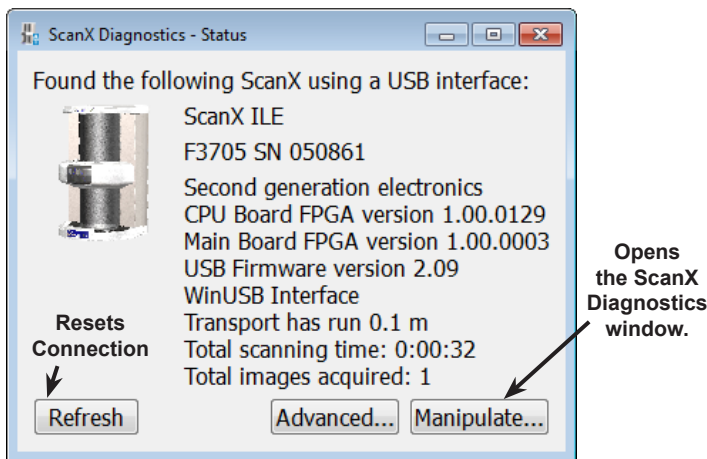 ScanX Diagnostics - Status
Found the following ScanX using a USB interface:
ScanX ILE
F3705 SN 050861
Second generation electronics
CPU Board FPGA version 1.00.0129
Main Board FPGA version 1.00.0003
USB Firmware version 2.09
WinUSB Interface
Transport has run 0.1 m
Total scanning time: 0:00:32
Total images acquired: 1
Resets
Connection
Opens
the ScanX
Diagnostics
window.
Refresh
Advanced...
Manipulate...